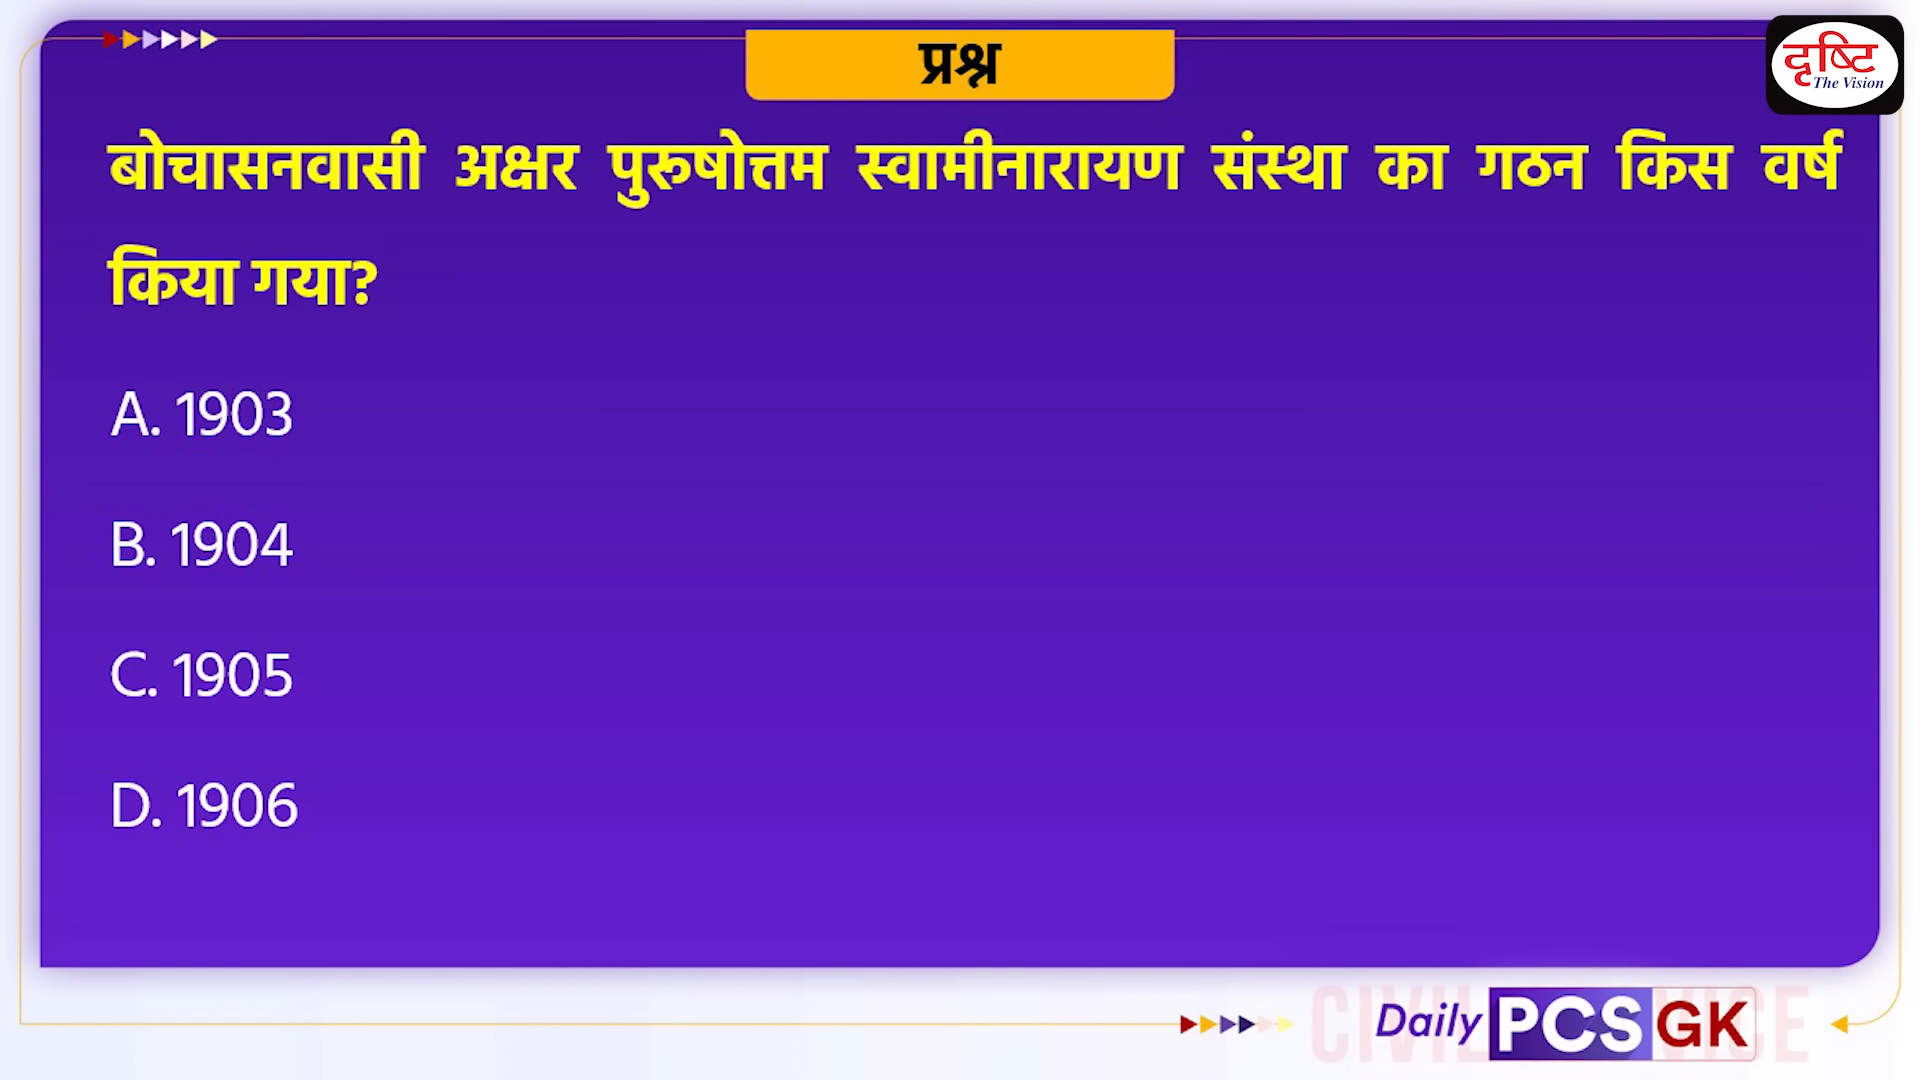 प्रश्न
दृष्टि
The Vision
बोचासनवासी अक्षर पुरूषोत्तम स्वामीनारायण संस्था का गठन किस वर्ष
किया गया?
A. 1903
B. 1904
C. 1905
D. 1906
Daily PCS GK